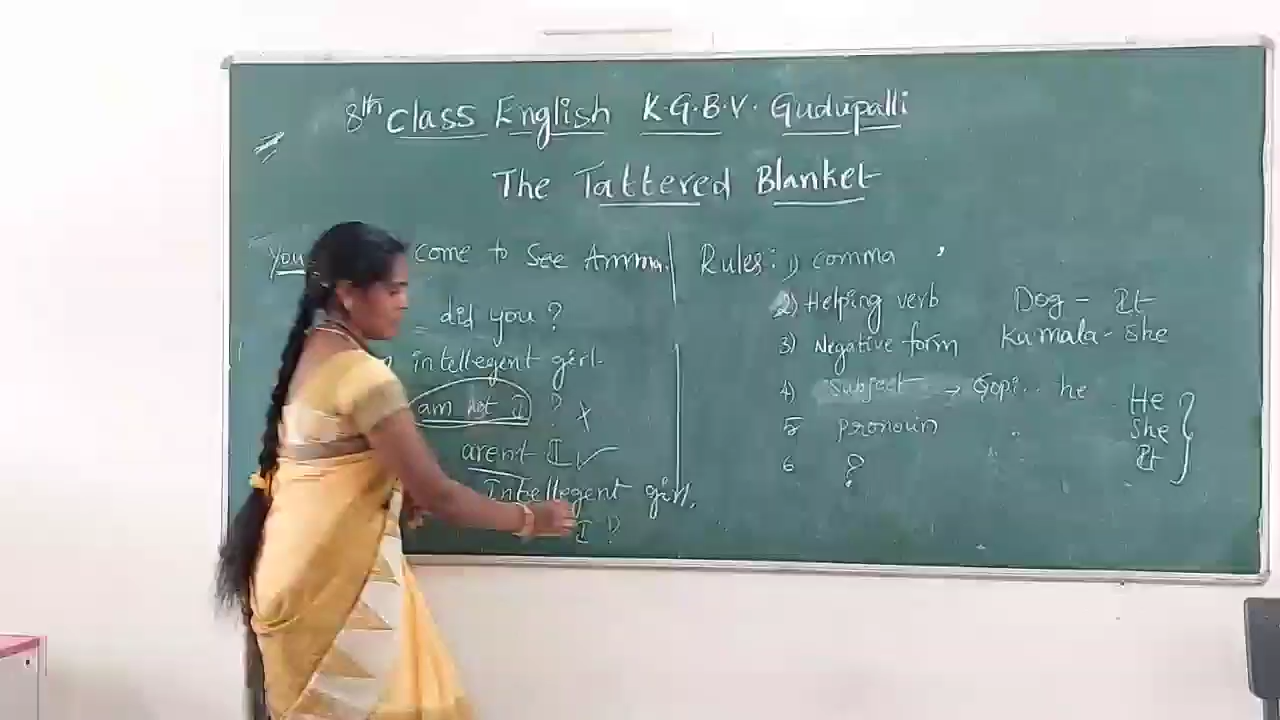 8th Class English K.G.B.V. Gudupalli
The Tattered Blanket
You come to See Amma.
did you ?
intellegent girl.
am not I ? x
arent I ✓
Intellegent girl.
I ?
Rules: 1) comma ,
2) Helping verb
3) Negative form
4) Subject → Gopi.. he
5 pronoun
6 ?
Dog - It
Kamala - She
He
She
It